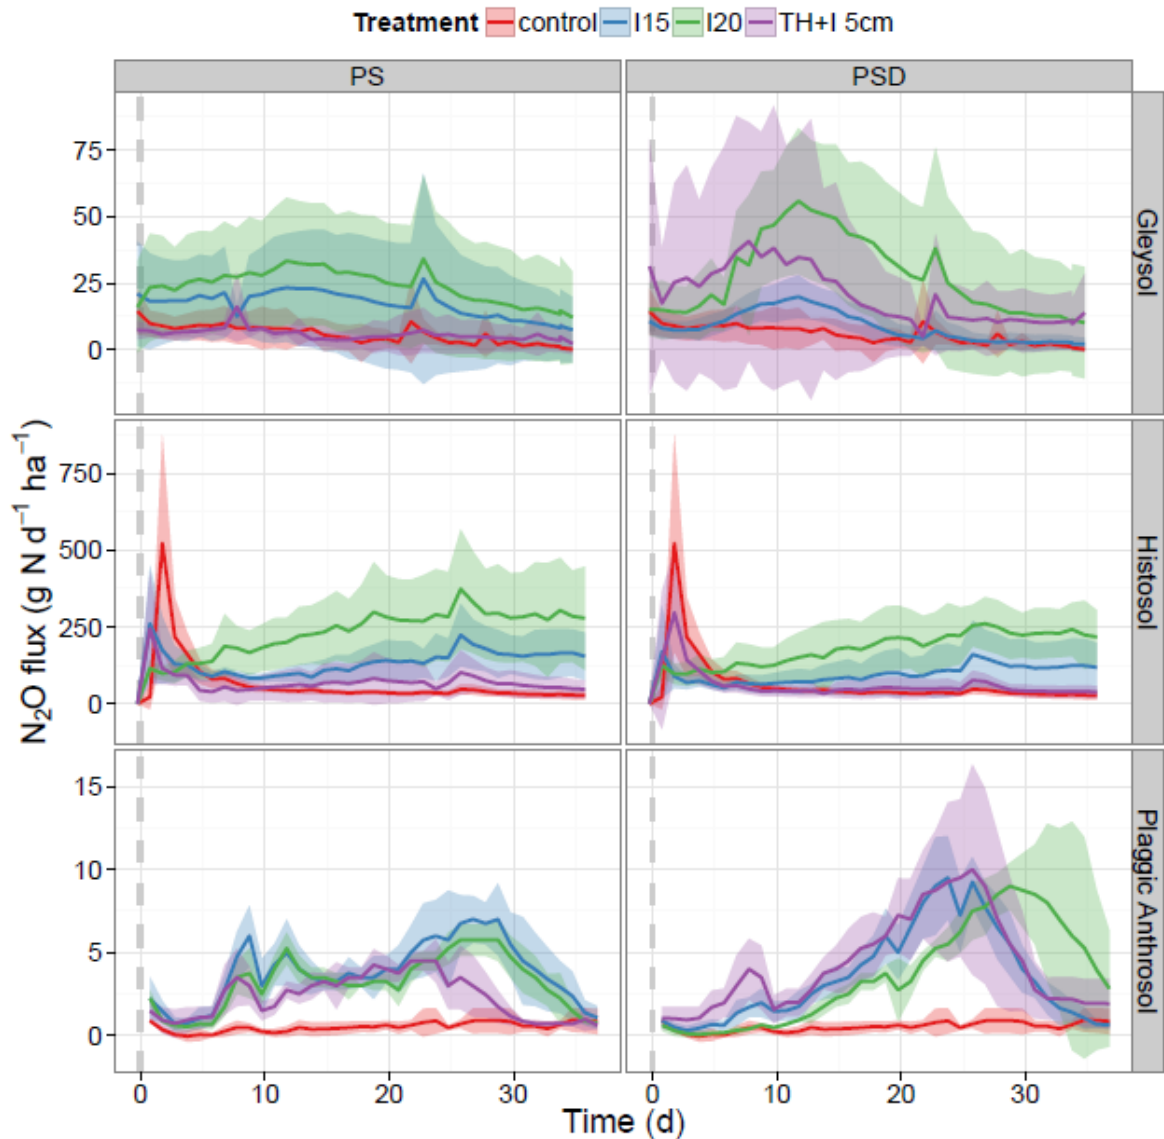 Treatment control I15 I20 TH+I 5cm
PS PSD
75
50
25
0
Gleysol
N₂O flux (g N d⁻¹ ha⁻¹)
750
500
250
0
Histosol
15
10
5
0
Plaggic Anthrosol
0 10 20 30 0 10 20 30
Time (d)